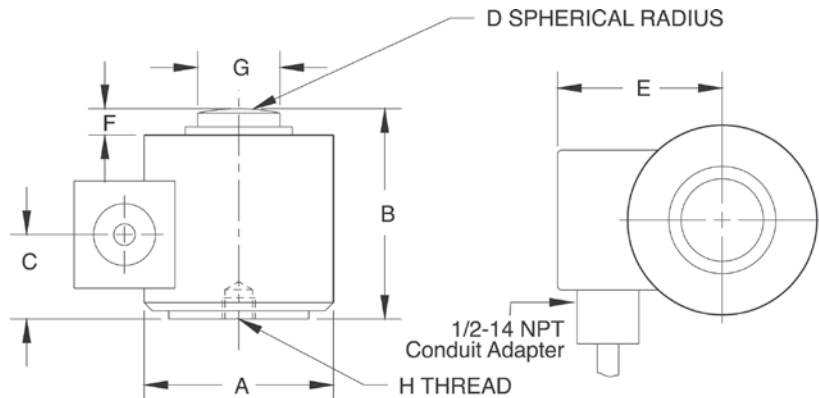 D SPHERICAL RADIUS
G
F
E
B
C
1/2-14 NPT
Conduit Adapter
A
H THREAD